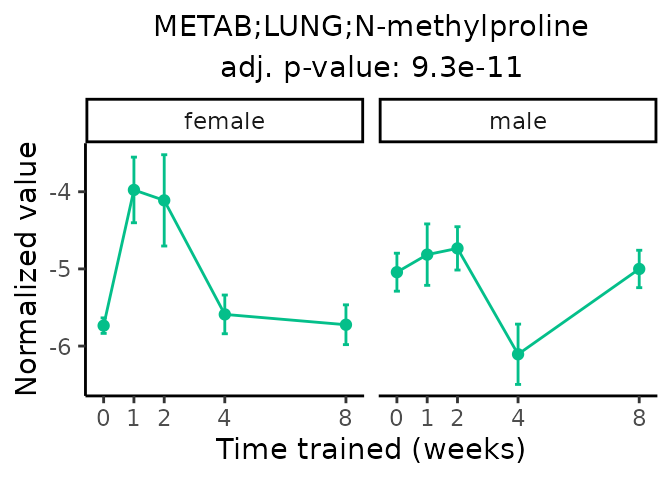 METAB;LUNG;N-methylproline
adj. p-value: 9.3e-11
female
male
Normalized value
-4
-5
-6
0 1 2 4 8
0 1 2 4 8
Time trained (weeks)